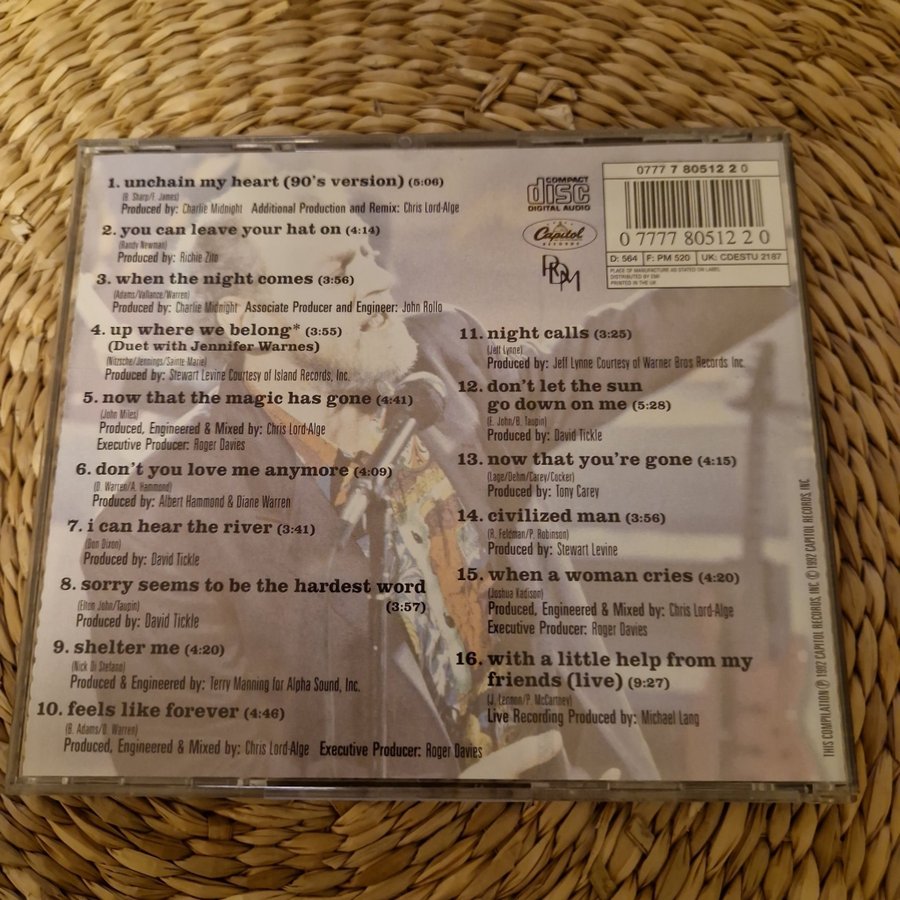 1. unchain my heart (90's version) (5:06)
(B. Sharp/F. James)
Produced by: Charlie Midnight Additional Production and Remix: Chris Lord-Alge
2. you can leave your hat on (4:14)
(Randy Newman)
Produced by: Richie Zito
3. when the night comes (3:56)
(Adams/Vallance/Warren)
Produced by: Charlie Midnight Associate Producer and Engineer: John Rollo
4. up where we belong* (3:55)
(Duet with Jennifer Warnes)
(Nitzsche/Jennings/Sainte-Marie)
Produced by: Stewart Levine Courtesy of Island Records, Inc.
5. now that the magic has gone (4:41)
(John Miles)
Produced, Engineered & Mixed by: Chris Lord-Alge
Executive Producer: Roger Davies
6. don't you love me anymore (4:09)
(D. Warren/A. Hammond)
Produced by: Albert Hammond & Diane Warren
7. i can hear the river (3:41)
(Don Dixon)
Produced by: David Tickle
8. sorry seems to be the hardest word
(3:57)
(Elton John/Taupin)
Produced by: David Tickle
9. shelter me (4:20)
(Nick Di Stefano)
Produced & Engineered by: Terry Manning for Alpha Sound, Inc.
10. feels like forever (4:46)
(B. Adams/D. Warren)
Produced, Engineered & Mixed by: Chris Lord-Alge Executive Producer: Roger Davies
11. night calls (3:25)
(Jeff Lynne)
Produced by: Jeff Lynne Courtesy of Warner Bros Records Inc.
12. don't let the sun
go down on me (5:28)
(E. John/B. Taupin)
Produced by: David Tickle
13. now that you're gone (4:15)
(Lage/Dehm/Carey/Cocker)
Produced by: Tony Carey
14. civilized man (3:56)
(R. Feldman/P. Robinson)
Produced by: Stewart Levine
15. when a woman cries (4:20)
(Joshua Kadison)
Produced, Engineered & Mixed by: Chris Lord-Alge
Executive Producer: Roger Davies
16. with a little help from my
friends (live) (9:27)
(J. Lennon/P. McCartney)
Live Recording Produced by: Michael Lang
COMPACT
disc
DIGITAL AUDIO
Capitol
RECORDS
PDM
0777 7 80512 2 0
0 7777 80512 2 0
D: 564 F: PM 520 UK: CDESTU 2187
PLACE OF MANUFACTURE AS STATED ON LABEL
DISTRIBUTED BY EMI
PRINTED IN THE UK
THIS COMPILATION ℗ 1992 CAPITOL RECORDS, INC © 1992 CAPITOL RECORDS, INC